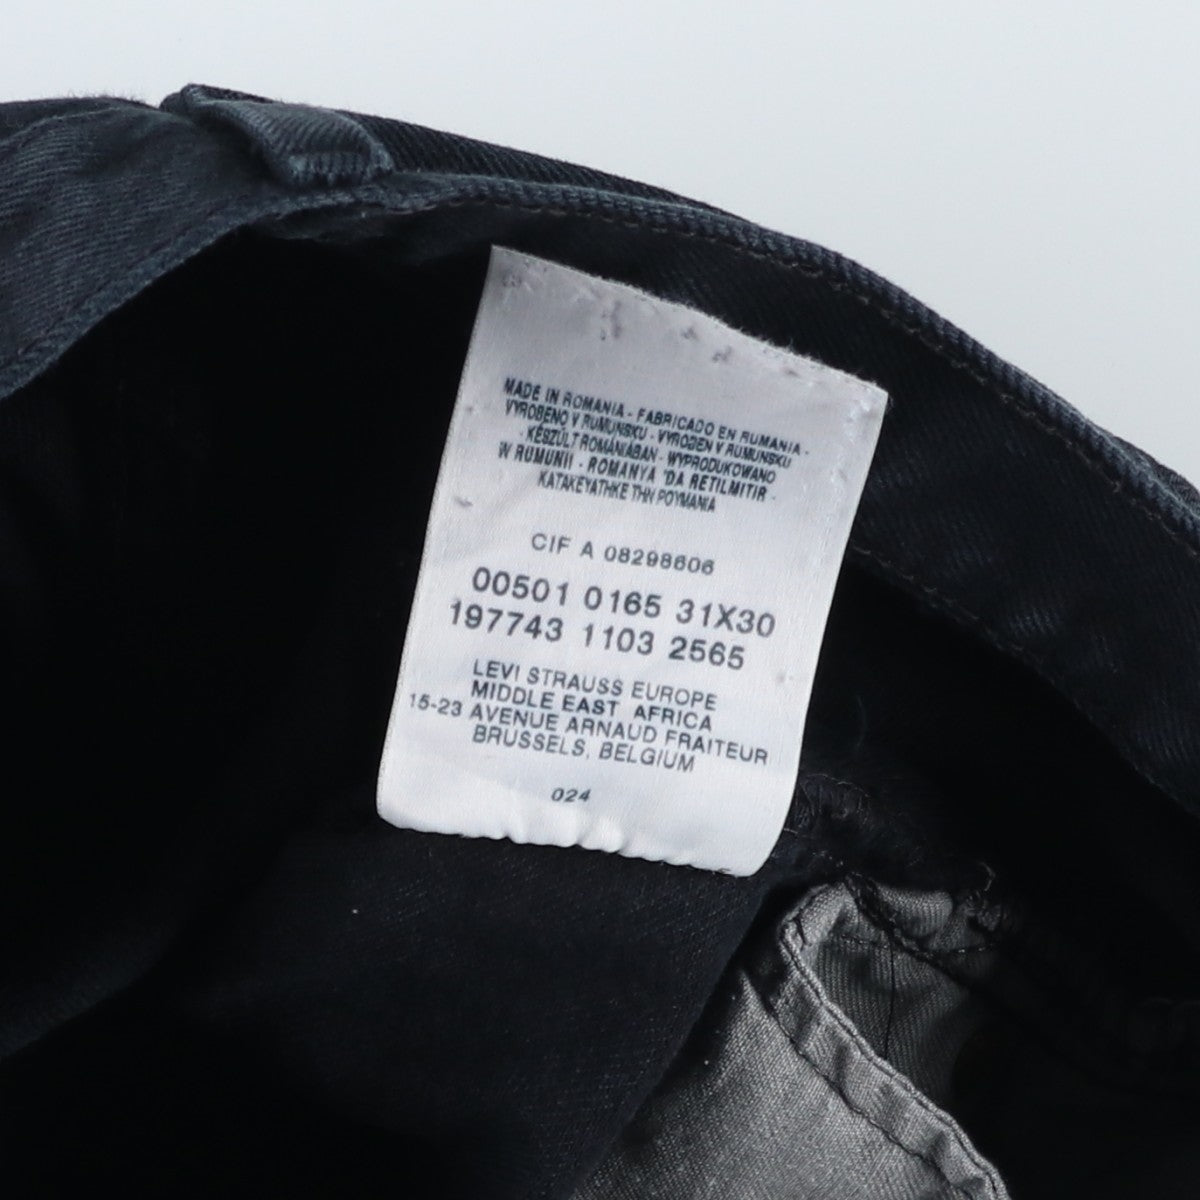 MADE IN ROMANIA - FABRICADO EN RUMANIA -
VYROBENO V RUMUNSKU - VYROBEN V RUMUNSKU
- KÉSZÜLT ROMÁNIÁBAN - WYPRODUKOWANO
W RUMUNII - ROMANYA 'DA RETILMITIR -
KATAKEYATHKE THN POYMANIA
CIF A 08298606
00501 0165 31X30
197743 1103 2565
LEVI STRAUSS EUROPE
MIDDLE EAST AFRICA
15-23 AVENUE ARNAUD FRAITEUR
BRUSSELS, BELGIUM
024